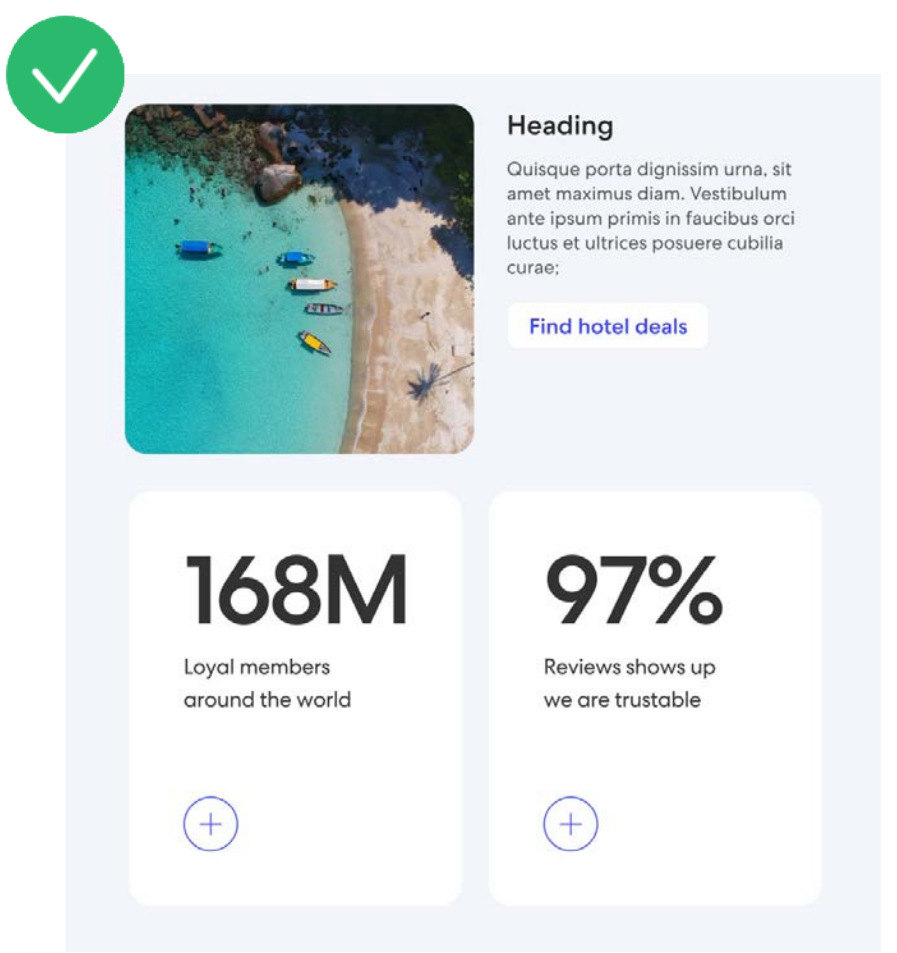 Heading
Quisque porta dignissim urna, sit
amet maximus diam. Vestibulum
ante ipsum primis in faucibus orci
luctus et ultrices posuere cubilia
curae;
Find hotel deals
168M
Loyal members
around the world
97%
Reviews shows up
we are trustable